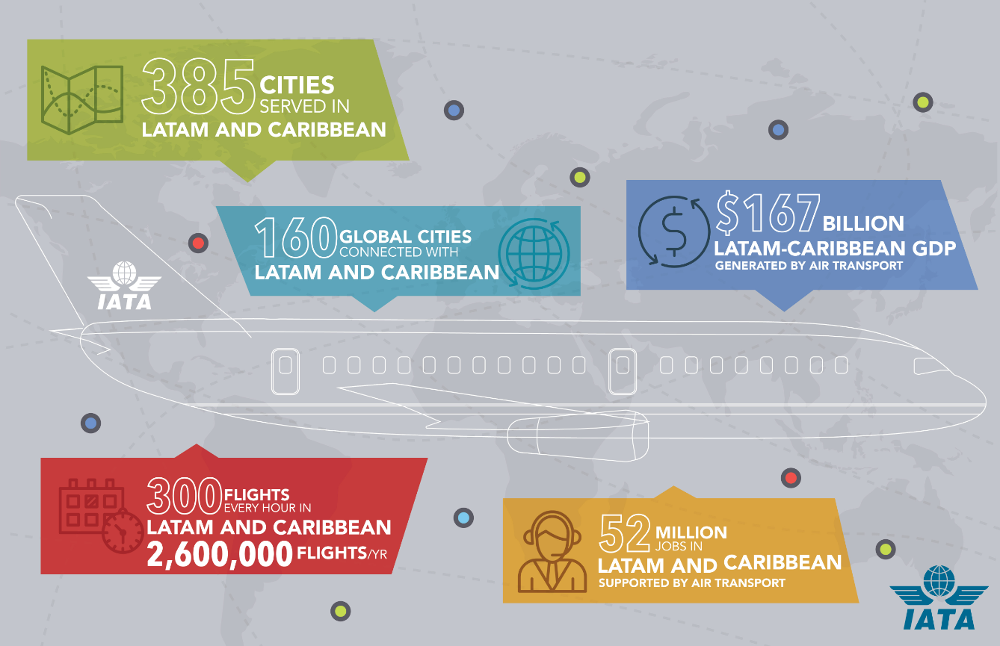 385 CITIES
SERVED IN
LATAM AND CARIBBEAN
160 GLOBAL CITIES
CONNECTED WITH
LATAM AND CARIBBEAN
$167 BILLION
LATAM-CARIBBEAN GDP
GENERATED BY AIR TRANSPORT
IATA
300 FLIGHTS
EVERY HOUR IN
LATAM AND CARIBBEAN
2,600,000 FLIGHTS/YR
52 MILLION
JOBS IN
LATAM AND CARIBBEAN
SUPPORTED BY AIR TRANSPORT
IATA